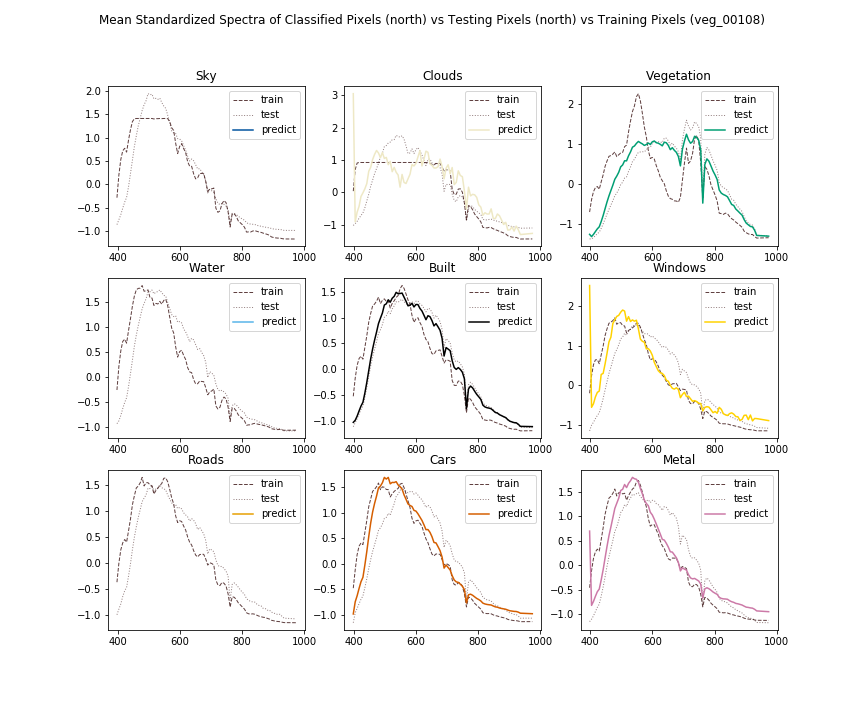 Mean Standardized Spectra of Classified Pixels (north) vs Testing Pixels (north) vs Training Pixels (veg_00108)
Sky
2.0
1.5
1.0
0.5
0.0
−0.5
−1.0
400 600 800 1000
train
test
predict
Clouds
3
2
1
0
−1
400 600 800 1000
train
test
predict
Vegetation
2
1
0
−1
400 600 800 1000
train
test
predict
Water
1.5
1.0
0.5
0.0
−0.5
−1.0
400 600 800 1000
train
test
predict
Built
1.5
1.0
0.5
0.0
−0.5
−1.0
400 600 800 1000
train
test
predict
Windows
2
1
0
−1
400 600 800 1000
train
test
predict
Roads
1.5
1.0
0.5
0.0
−0.5
−1.0
400 600 800 1000
train
test
predict
Cars
1.5
1.0
0.5
0.0
−0.5
−1.0
400 600 800 1000
train
test
predict
Metal
1.5
1.0
0.5
0.0
−0.5
−1.0
400 600 800 1000
train
test
predict